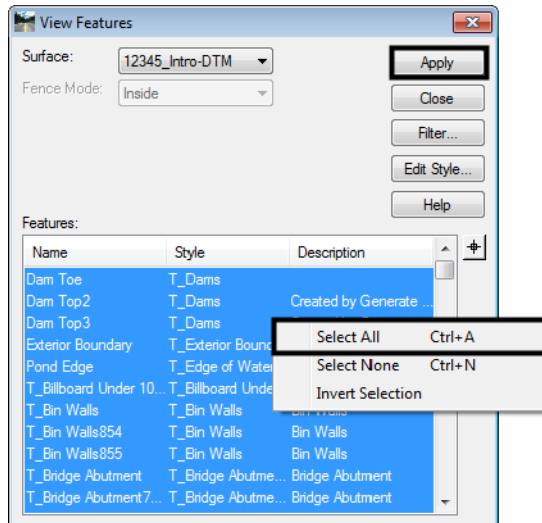 View Features
Surface: 12345_Intro-DTM Apply
Fence Mode: Inside Close
Filter...
Edit Style...
Help
Features:
Name Style Description
Dam Toe T_Dams
Dam Top2 T_Dams Created by Generate ...
Dam Top3 T_Dams
Exterior Boundary T_Exterior Bound
Pond Edge T_Edge of Water
T_Billboard Under 10... T_Billboard Unde
T_Bin Walls T_Bin Walls Bin Walls
T_Bin Walls854 T_Bin Walls Bin Walls
T_Bin Walls855 T_Bin Walls Bin Walls
T_Bridge Abutment T_Bridge Abutme... Bridge Abutment
T_Bridge Abutment7... T_Bridge Abutme... Bridge Abutment
Select All Ctrl+A
Select None Ctrl+N
Invert Selection